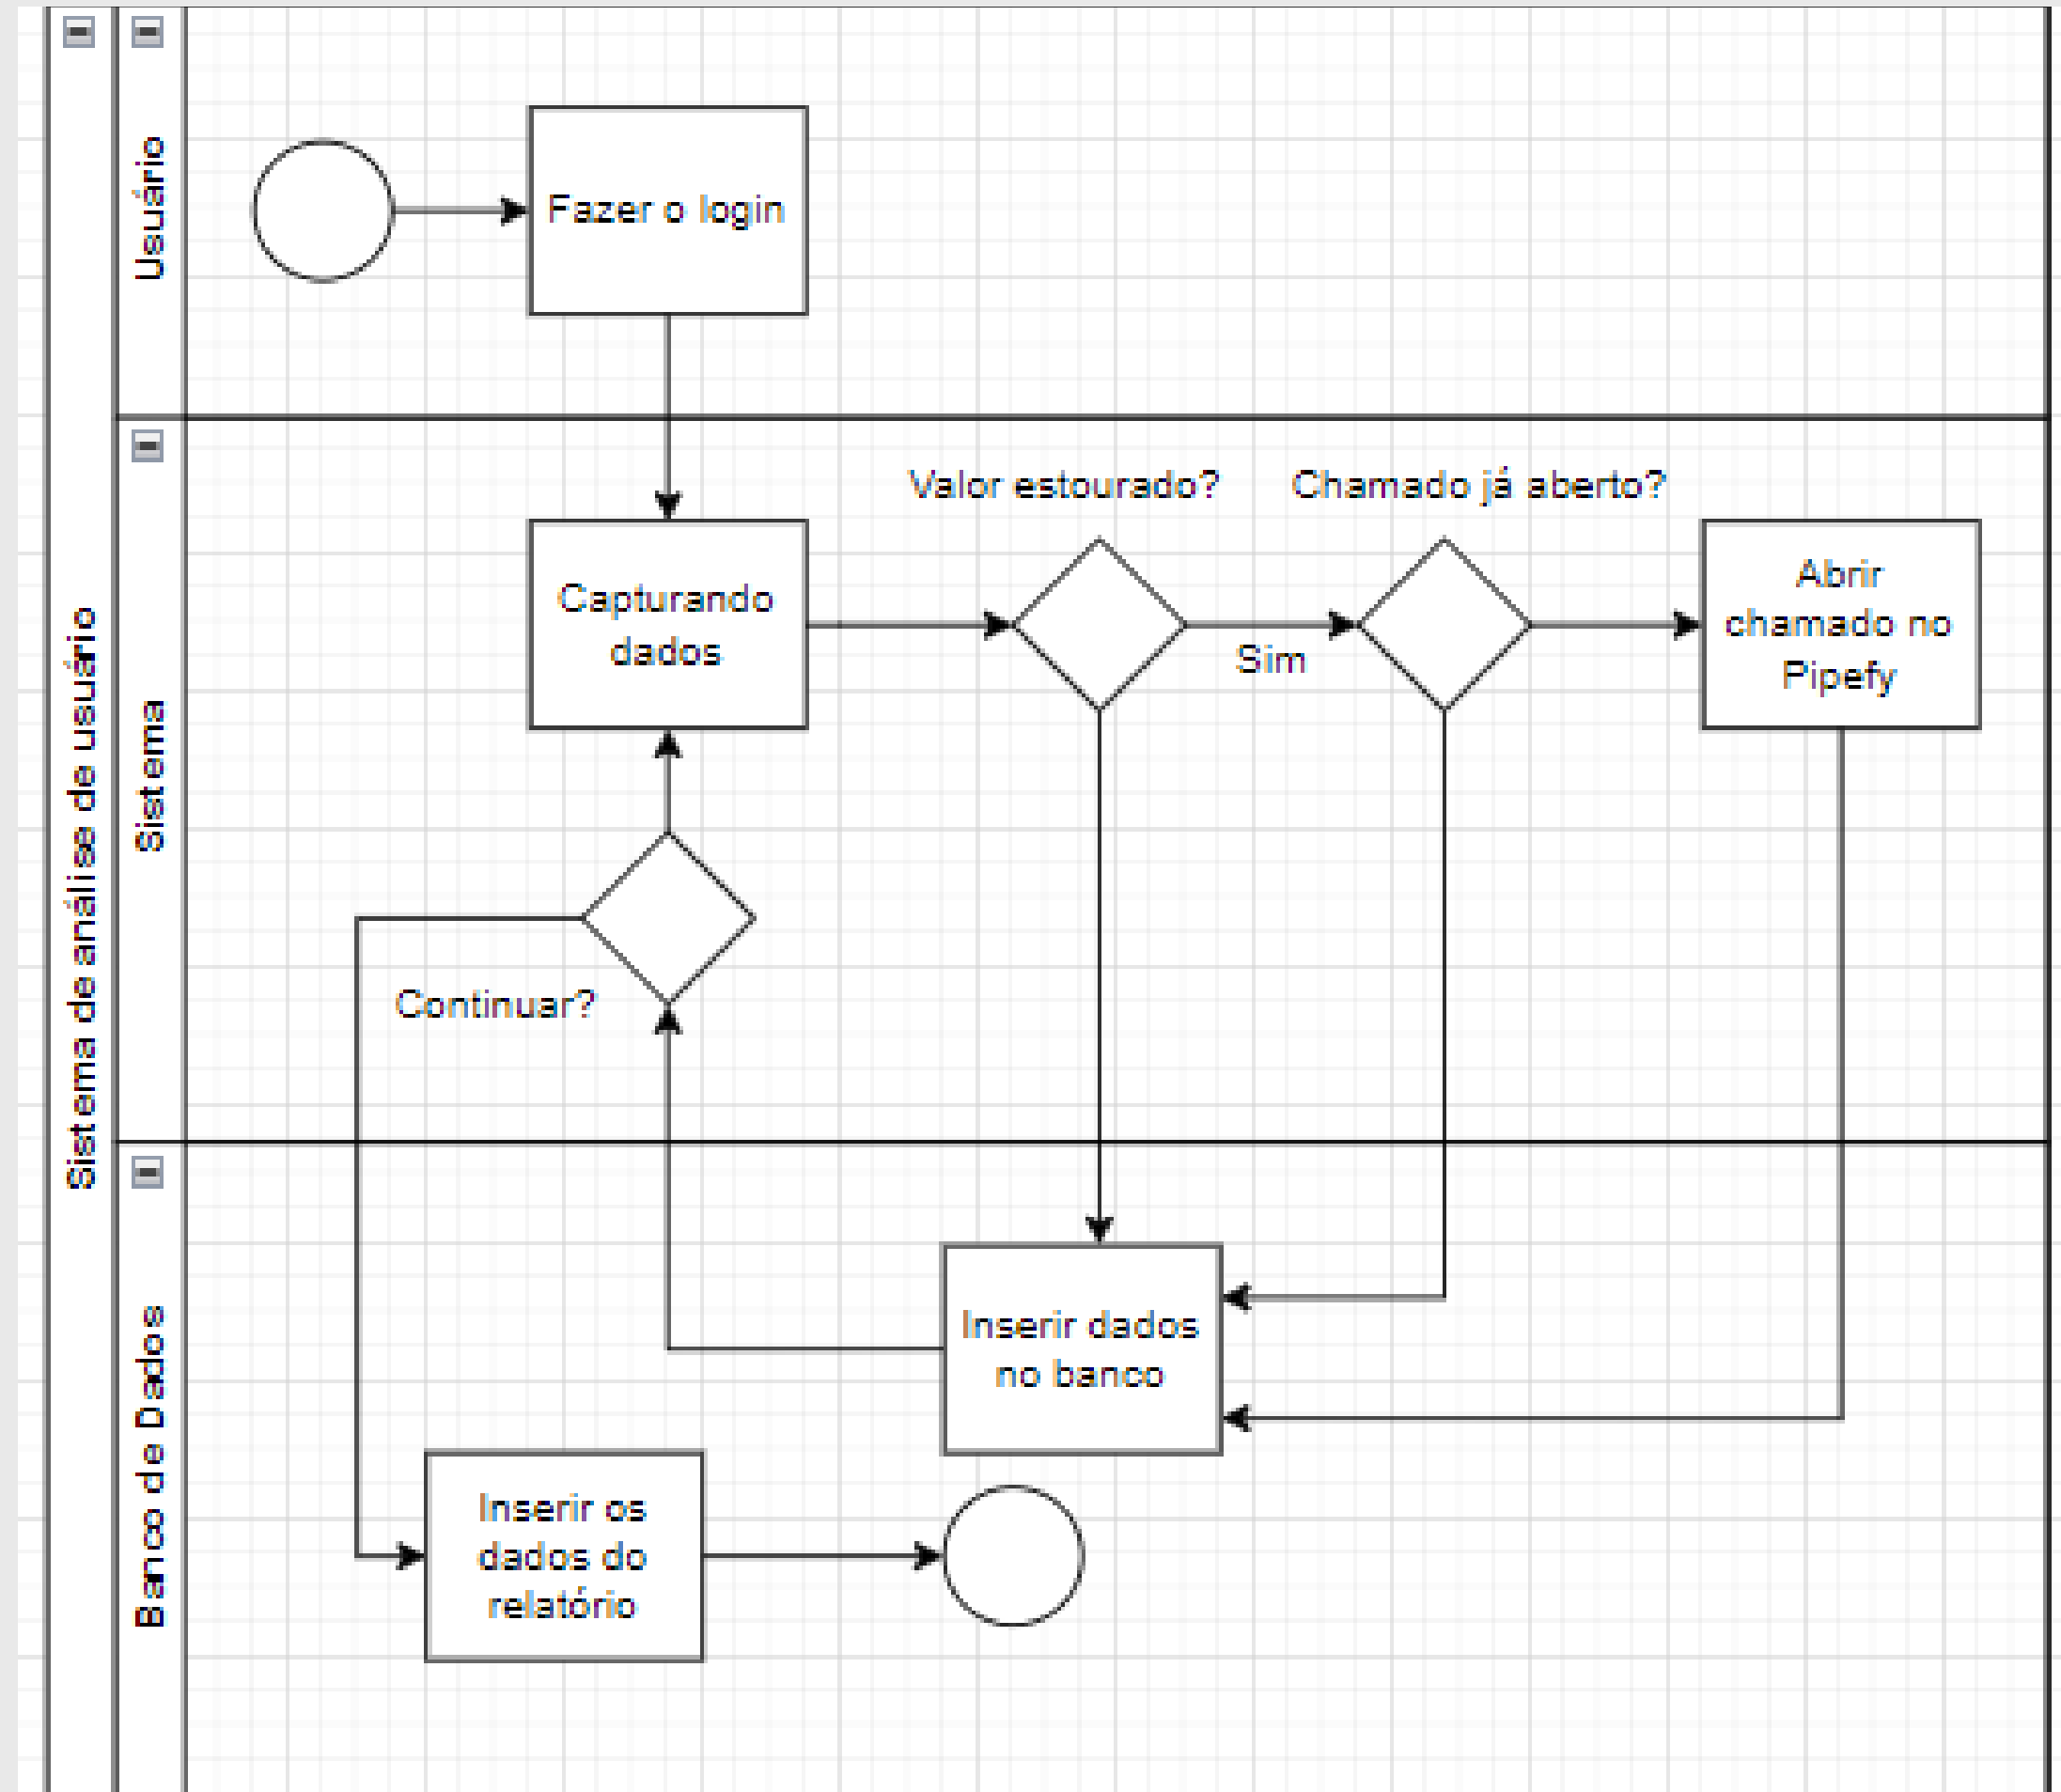 Sistema de análise de usuário
Usuário
Fazer o login
Sistema
Valor estourado?
Chamado já aberto?
Capturando
dados
Sim
Abrir
chamado no
Pipefy
Continuar?
Banco de Dados
Inserir dados
no banco
Inserir os
dados do
relatório